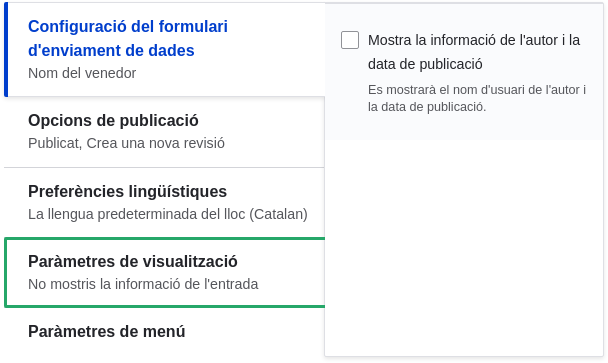 Configuració del formulari
d'enviament de dades
Nom del venedor
Opcions de publicació
Publicat, Crea una nova revisió
Preferències lingüístiques
La llengua predeterminada del lloc (Catalan)
Paràmetres de visualització
No mostris la informació de l'entrada
Paràmetres de menú
Mostra la informació de l'autor i la
data de publicació
Es mostrarà el nom d'usuari de l'autor i
la data de publicació.